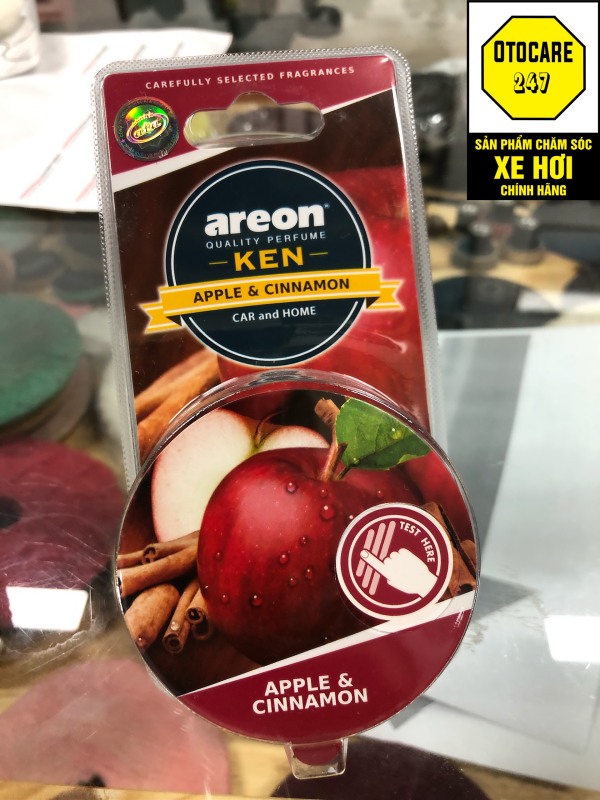 OTOCARE
247
SẢN PHẨM CHĂM SÓC
XE HƠI
CHÍNH HÃNG
CAREFULLY SELECTED FRAGRANCES
areon®
QUALITY PERFUME
KEN
APPLE & CINNAMON
CAR and HOME
TEST HERE
APPLE &
CINNAMON